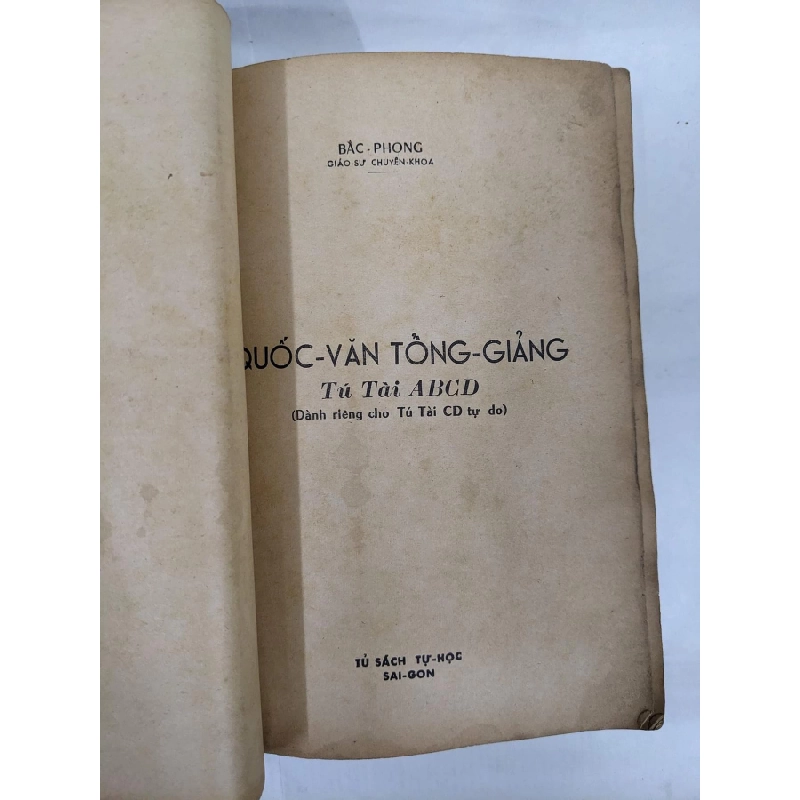 BẮC-PHONG
GIÁO SƯ CHUYÊN-KHOA
QUỐC-VĂN TỔNG-GIẢNG
Tú Tài ABCD
(Dành riêng cho Tú Tài CD tự do)
TỦ SÁCH TỰ-HỌC
SAI-GON